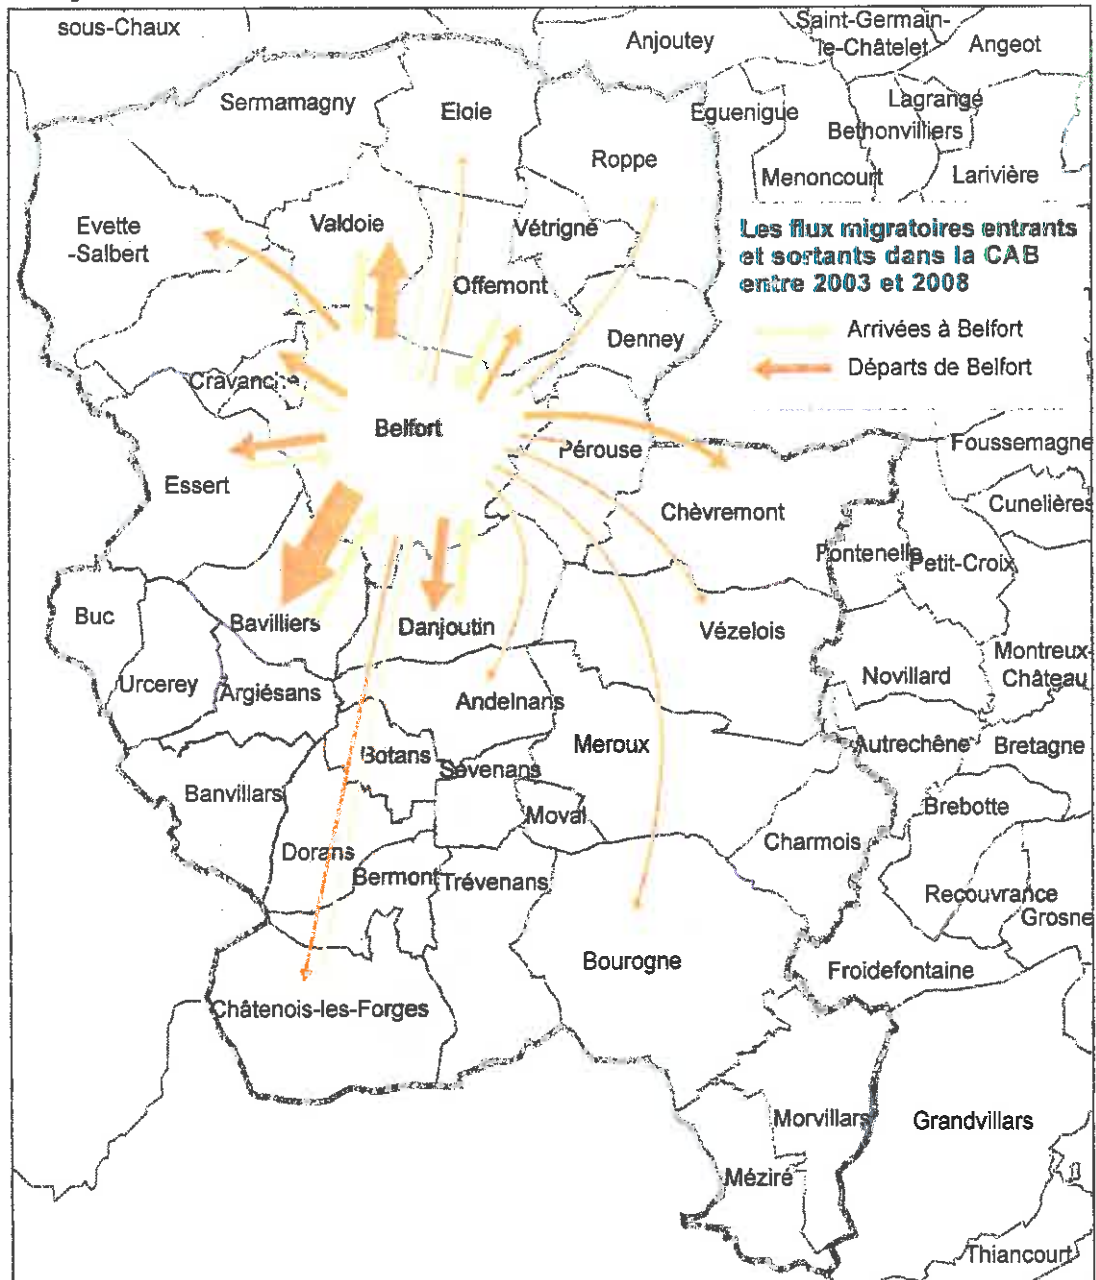 sous-Chaux
Anjoutey
Saint-Germain-
le-Châtelet
Angeot
Sermamagny
Eloie
Eguenigue
Lagrange
Bethonvilliers
Roppe
Menoncourt
Larivière
Evette
-Salbert
Valdoie
Vétrigne
Les flux migratoires entrants
et sortants dans la CAB
entre 2003 et 2008
Offemont
Arrivées à Belfort
Denney
Départs de Belfort
Cravanche
Belfort
Pérouse
Foussemagne
Essert
Chèvremont
Cunelières
Fontenelle
Petit-Croix
Buc
Bavilliers
Danjoutin
Vézelois
Montreux-
Château
Novillard
Urcerey
Argiésans
Andelnans
Meroux
Autrechêne
Bretagne
Botans
Sévenans
Banvillars
Moval
Brebotte
Charmois
Dorans
Bermont
Trévenans
Recouvrance
Grosne
Bourogne
Froidefontaine
Châtenois-les-Forges
Morvillars
Grandvillars
Méziré
Thiancourt